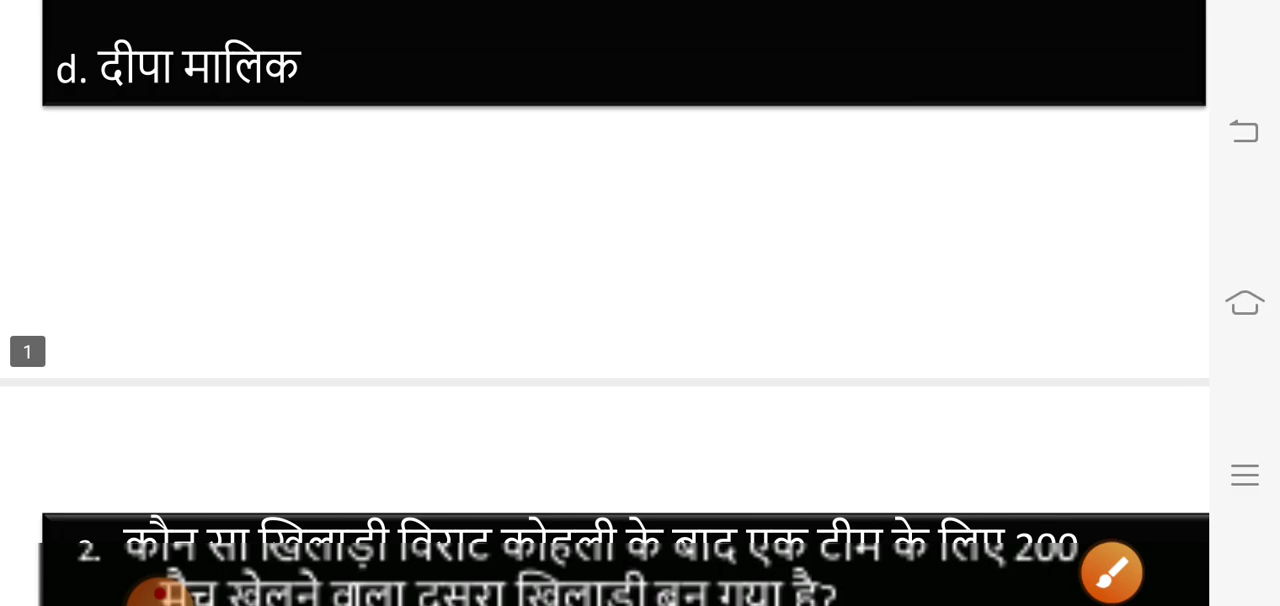 d. दीपा मालिक
1
2. कौन सा खिलाड़ी विराट कोहली के बाद एक टीम के लिए 200
मैच खेलने वाला दूसरा खिलाड़ी बन गया है?